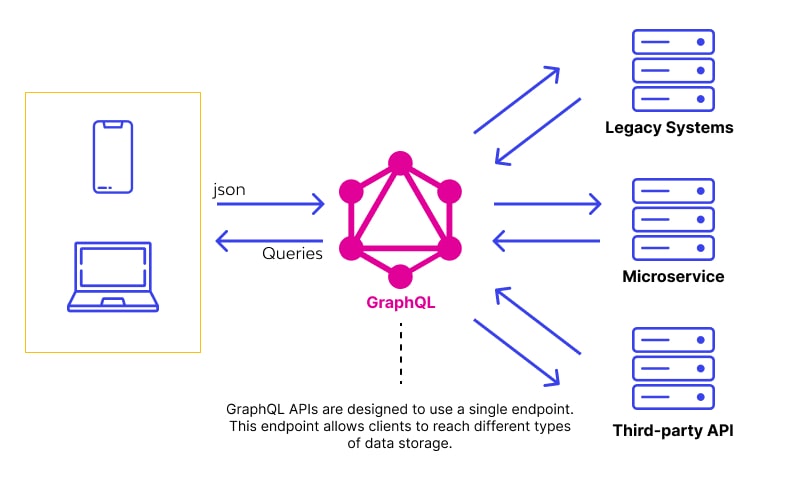 Legacy Systems
json
Queries
GraphQL
Microservice
GraphQL APIs are designed to use a single endpoint.
This endpoint allows clients to reach different types
of data storage.
Third-party API